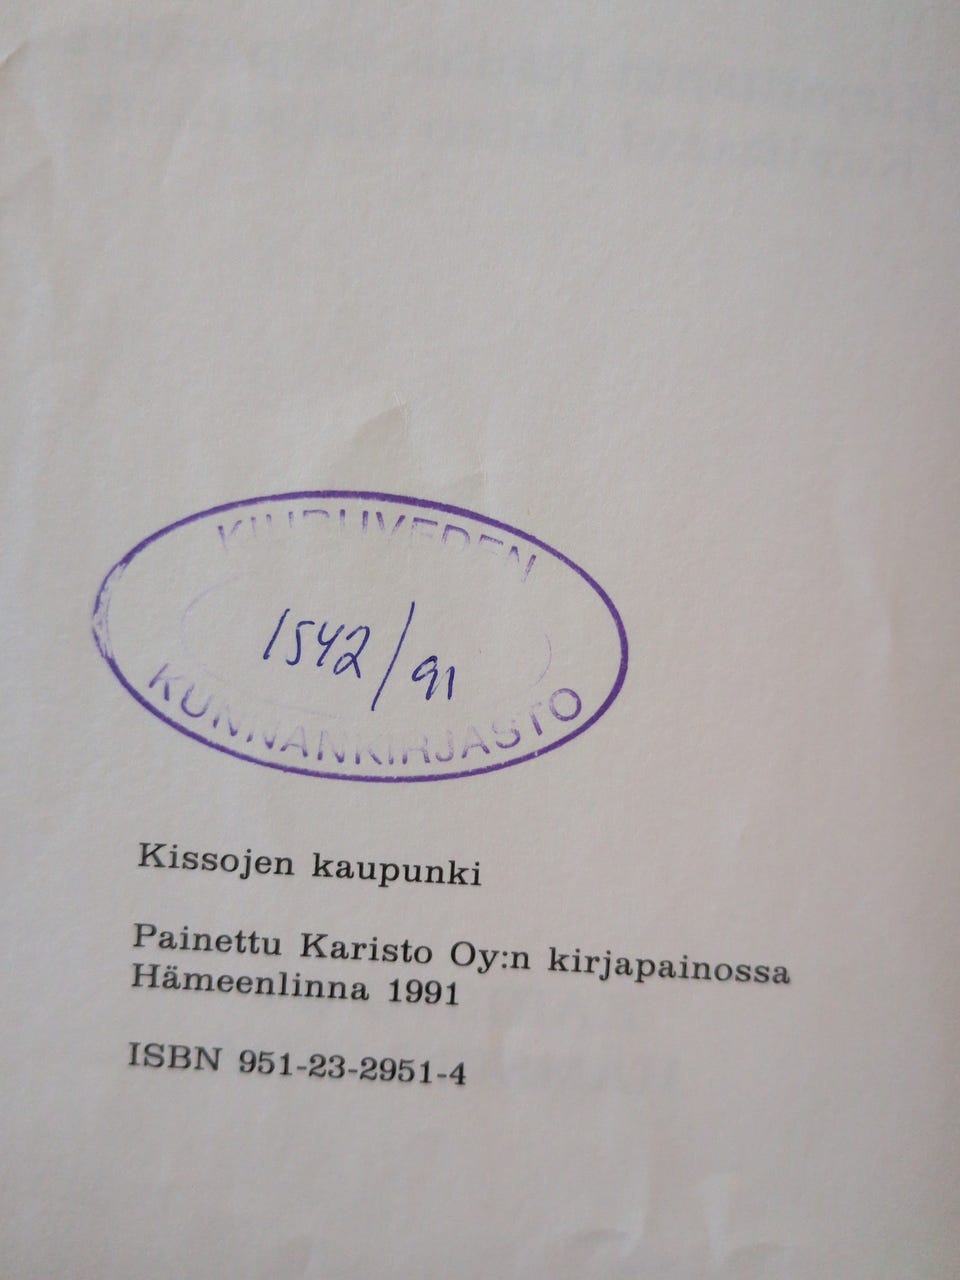 KIURUVEDEN
1542/91
KUNNANKIRJASTO
Kissojen kaupunki
Painettu Karisto Oy:n kirjapainossa
Hämeenlinna 1991
ISBN 951-23-2951-4